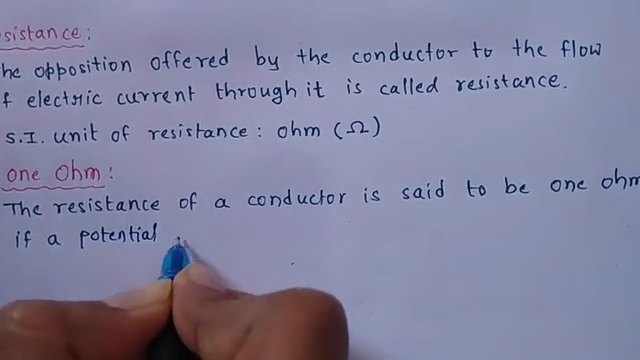 sistance:
he opposition offered by the conductor to the flow
f electric current through it is called resistance.
S.I. unit of resistance: ohm (Ω)
one Ohm:
The resistance of a conductor is said to be one ohm
if a potential